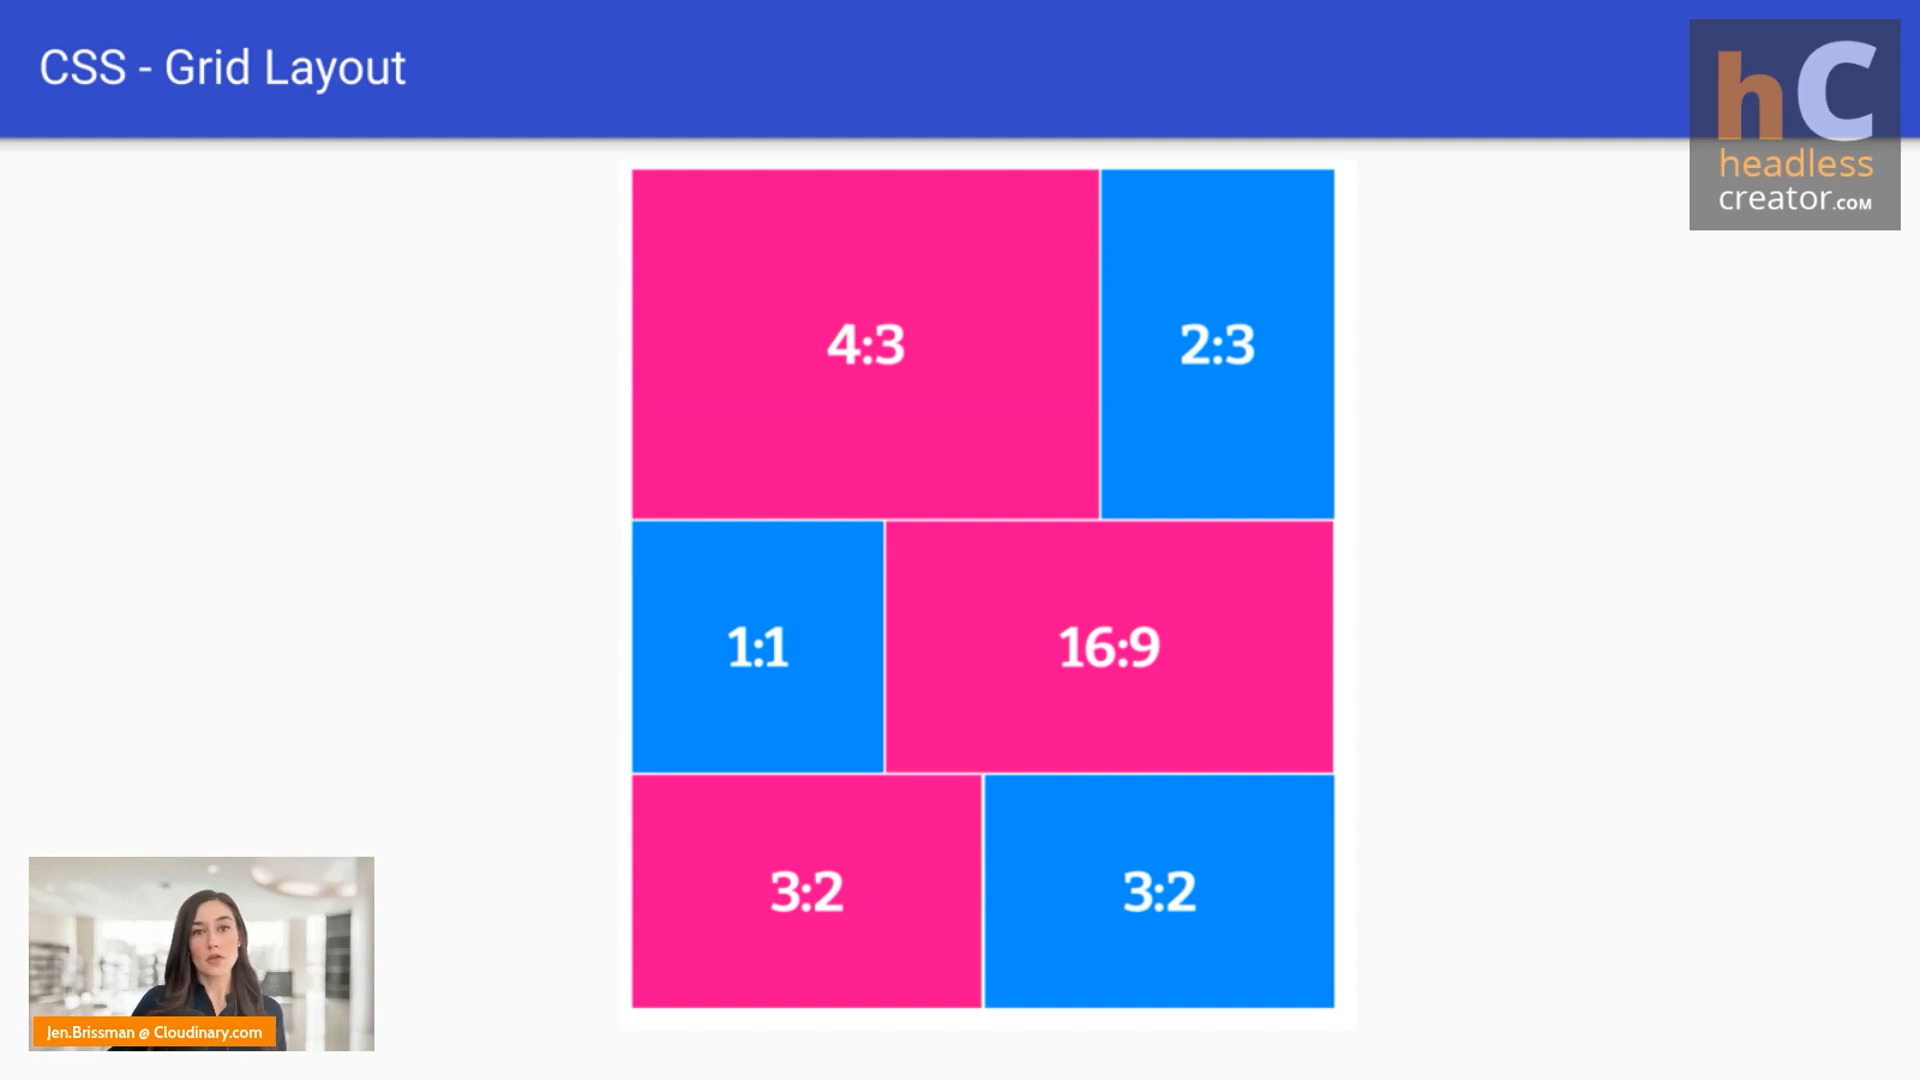 CSS - Grid Layout
hC
headless
creator.COM
4:3
2:3
1:1
16:9
3:2
3:2
Jen.Brissman @ Cloudinary.com